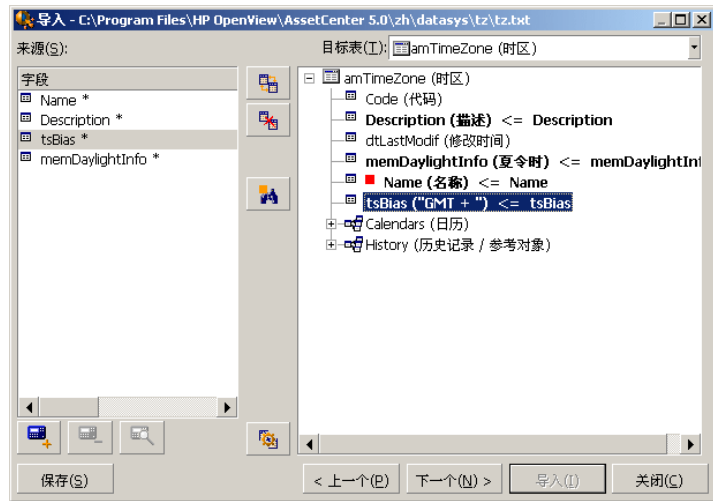 导入 - C:\Program Files\HP OpenView\AssetCenter 5.0\zh\datasys\tz\tz.txt
来源(S):
目标表(T): amTimeZone (时区)
字段
Name *
Description *
tsBias *
memDaylightInfo *
amTimeZone (时区)
Code (代码)
Description (描述) <= Description
dtLastModif (修改时间)
memDaylightInfo (夏令时) <= memDaylightInf
Name (名称) <= Name
tsBias ("GMT + ") <= tsBias
Calendars (日历)
History (历史记录 / 参考对象)
保存(S)
< 上一个(P)
下一个(N) >
导入(I)
关闭(C)